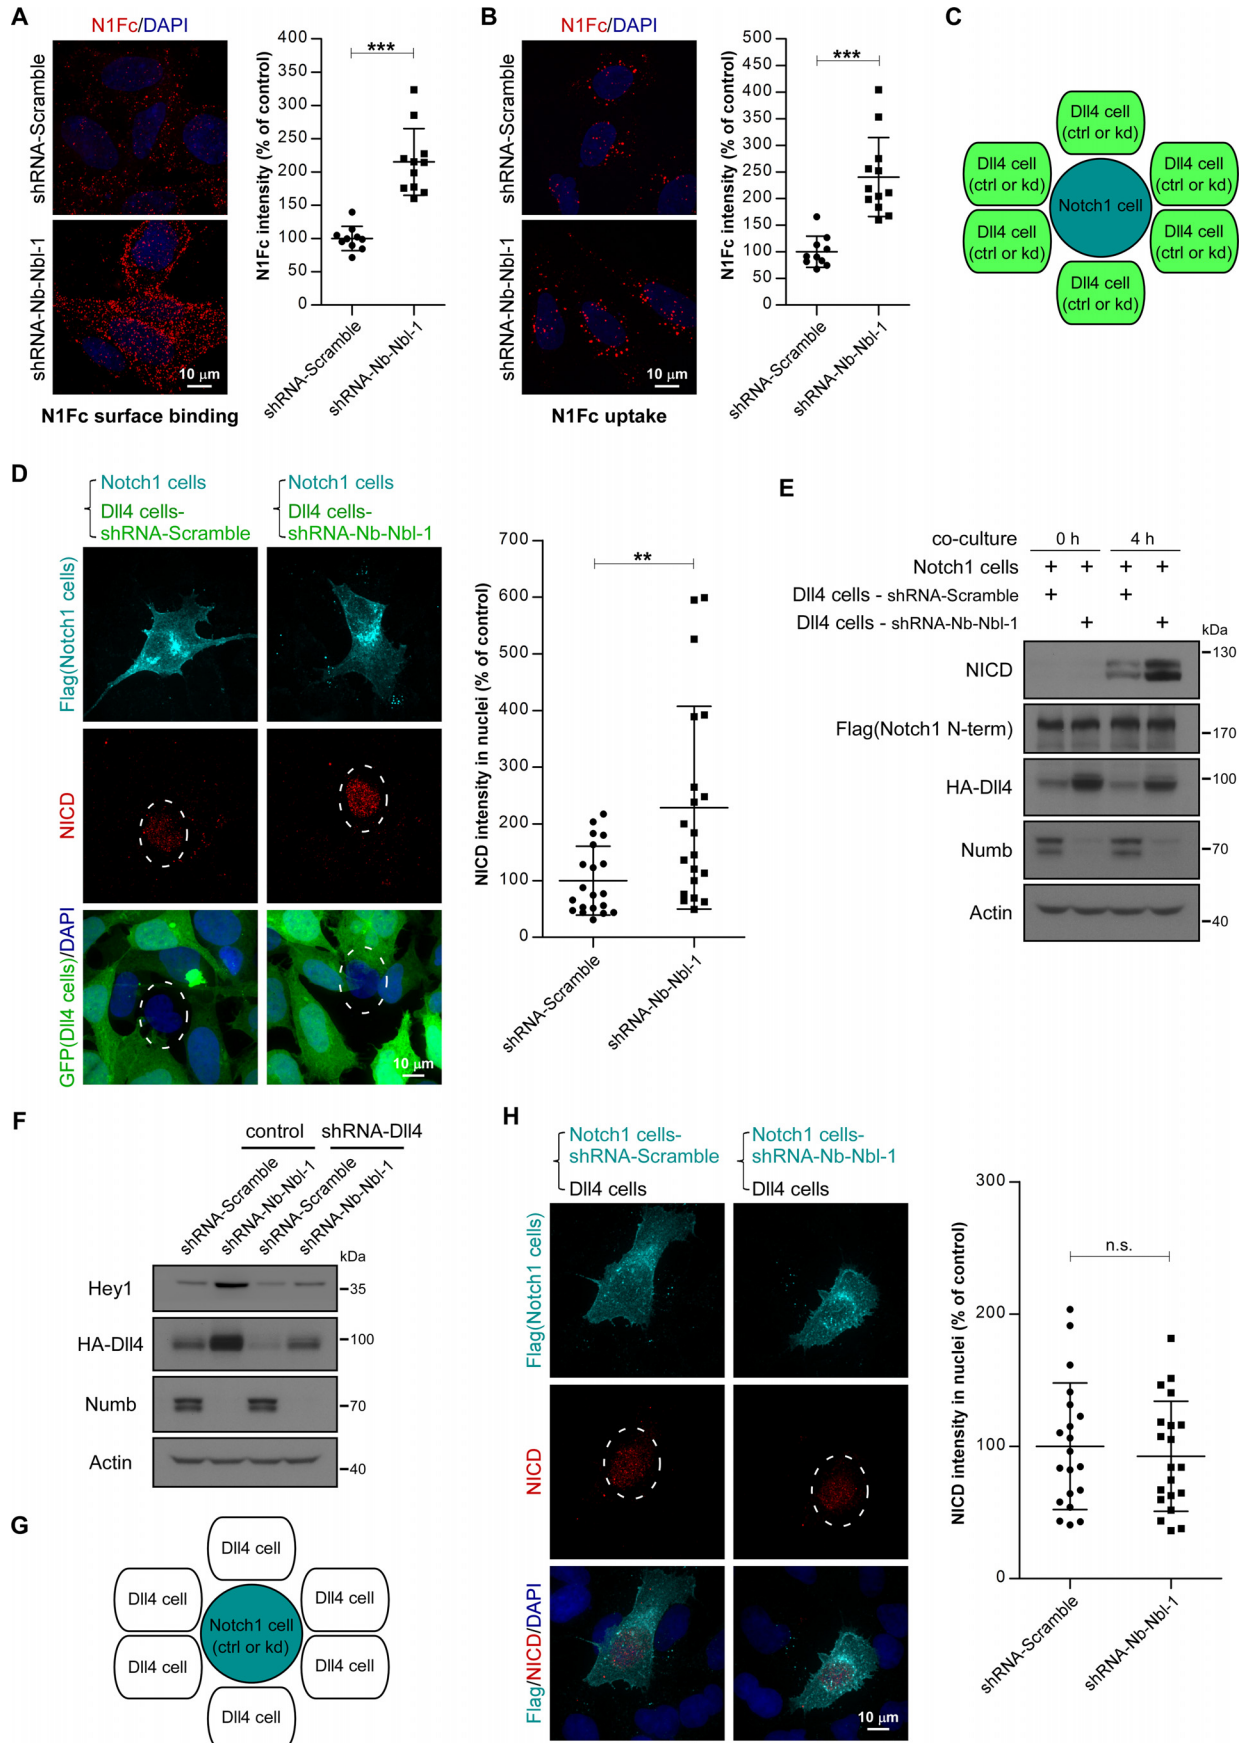 A
N1Fc/DAPI
shRNA-Scramble
shRNA-Nb-Nbl-1
10 μm
N1Fc surface binding
N1Fc intensity (% of control)
400
350
300
250
200
150
100
50
0
***
shRNA-Scramble
shRNA-Nb-Nbl-1
B
N1Fc/DAPI
shRNA-Scramble
shRNA-Nb-Nbl-1
10 μm
N1Fc uptake
N1Fc intensity (% of control)
500
450
400
350
300
250
200
150
100
50
0
***
shRNA-Scramble
shRNA-Nb-Nbl-1
C
Dll4 cell
(ctrl or kd)
Dll4 cell
(ctrl or kd)
Dll4 cell
(ctrl or kd)
Notch1 cell
Dll4 cell
(ctrl or kd)
Dll4 cell
(ctrl or kd)
Dll4 cell
(ctrl or kd)
D
Notch1 cells
Dll4 cells-
shRNA-Scramble
Notch1 cells
Dll4 cells-
shRNA-Nb-Nbl-1
Flag(Notch1 cells)
NICD
GFP(Dll4 cells)/DAPI
10 μm
NICD intensity in nuclei (% of control)
700
600
500
400
300
200
100
0
**
shRNA-Scramble
shRNA-Nb-Nbl-1
E
co-culture 0 h 4 h
Notch1 cells + + + +
Dll4 cells - shRNA-Scramble + +
Dll4 cells - shRNA-Nb-Nbl-1 + +
kDa
NICD
130
Flag(Notch1 N-term)
170
HA-Dll4
100
Numb
70
Actin
40
F
control shRNA-Dll4
shRNA-Scramble
shRNA-Nb-Nbl-1
shRNA-Scramble
shRNA-Nb-Nbl-1
kDa
Hey1
35
HA-Dll4
100
Numb
70
Actin
40
G
Dll4 cell
Dll4 cell
Dll4 cell
Notch1 cell
(ctrl or kd)
Dll4 cell
Dll4 cell
Dll4 cell
H
Notch1 cells-
shRNA-Scramble
Dll4 cells
Notch1 cells-
shRNA-Nb-Nbl-1
Dll4 cells
Flag(Notch1 cells)
NICD
Flag/NICD/DAPI
10 μm
NICD intensity in nuclei (% of control)
300
200
100
0
n.s.
shRNA-Scramble
shRNA-Nb-Nbl-1